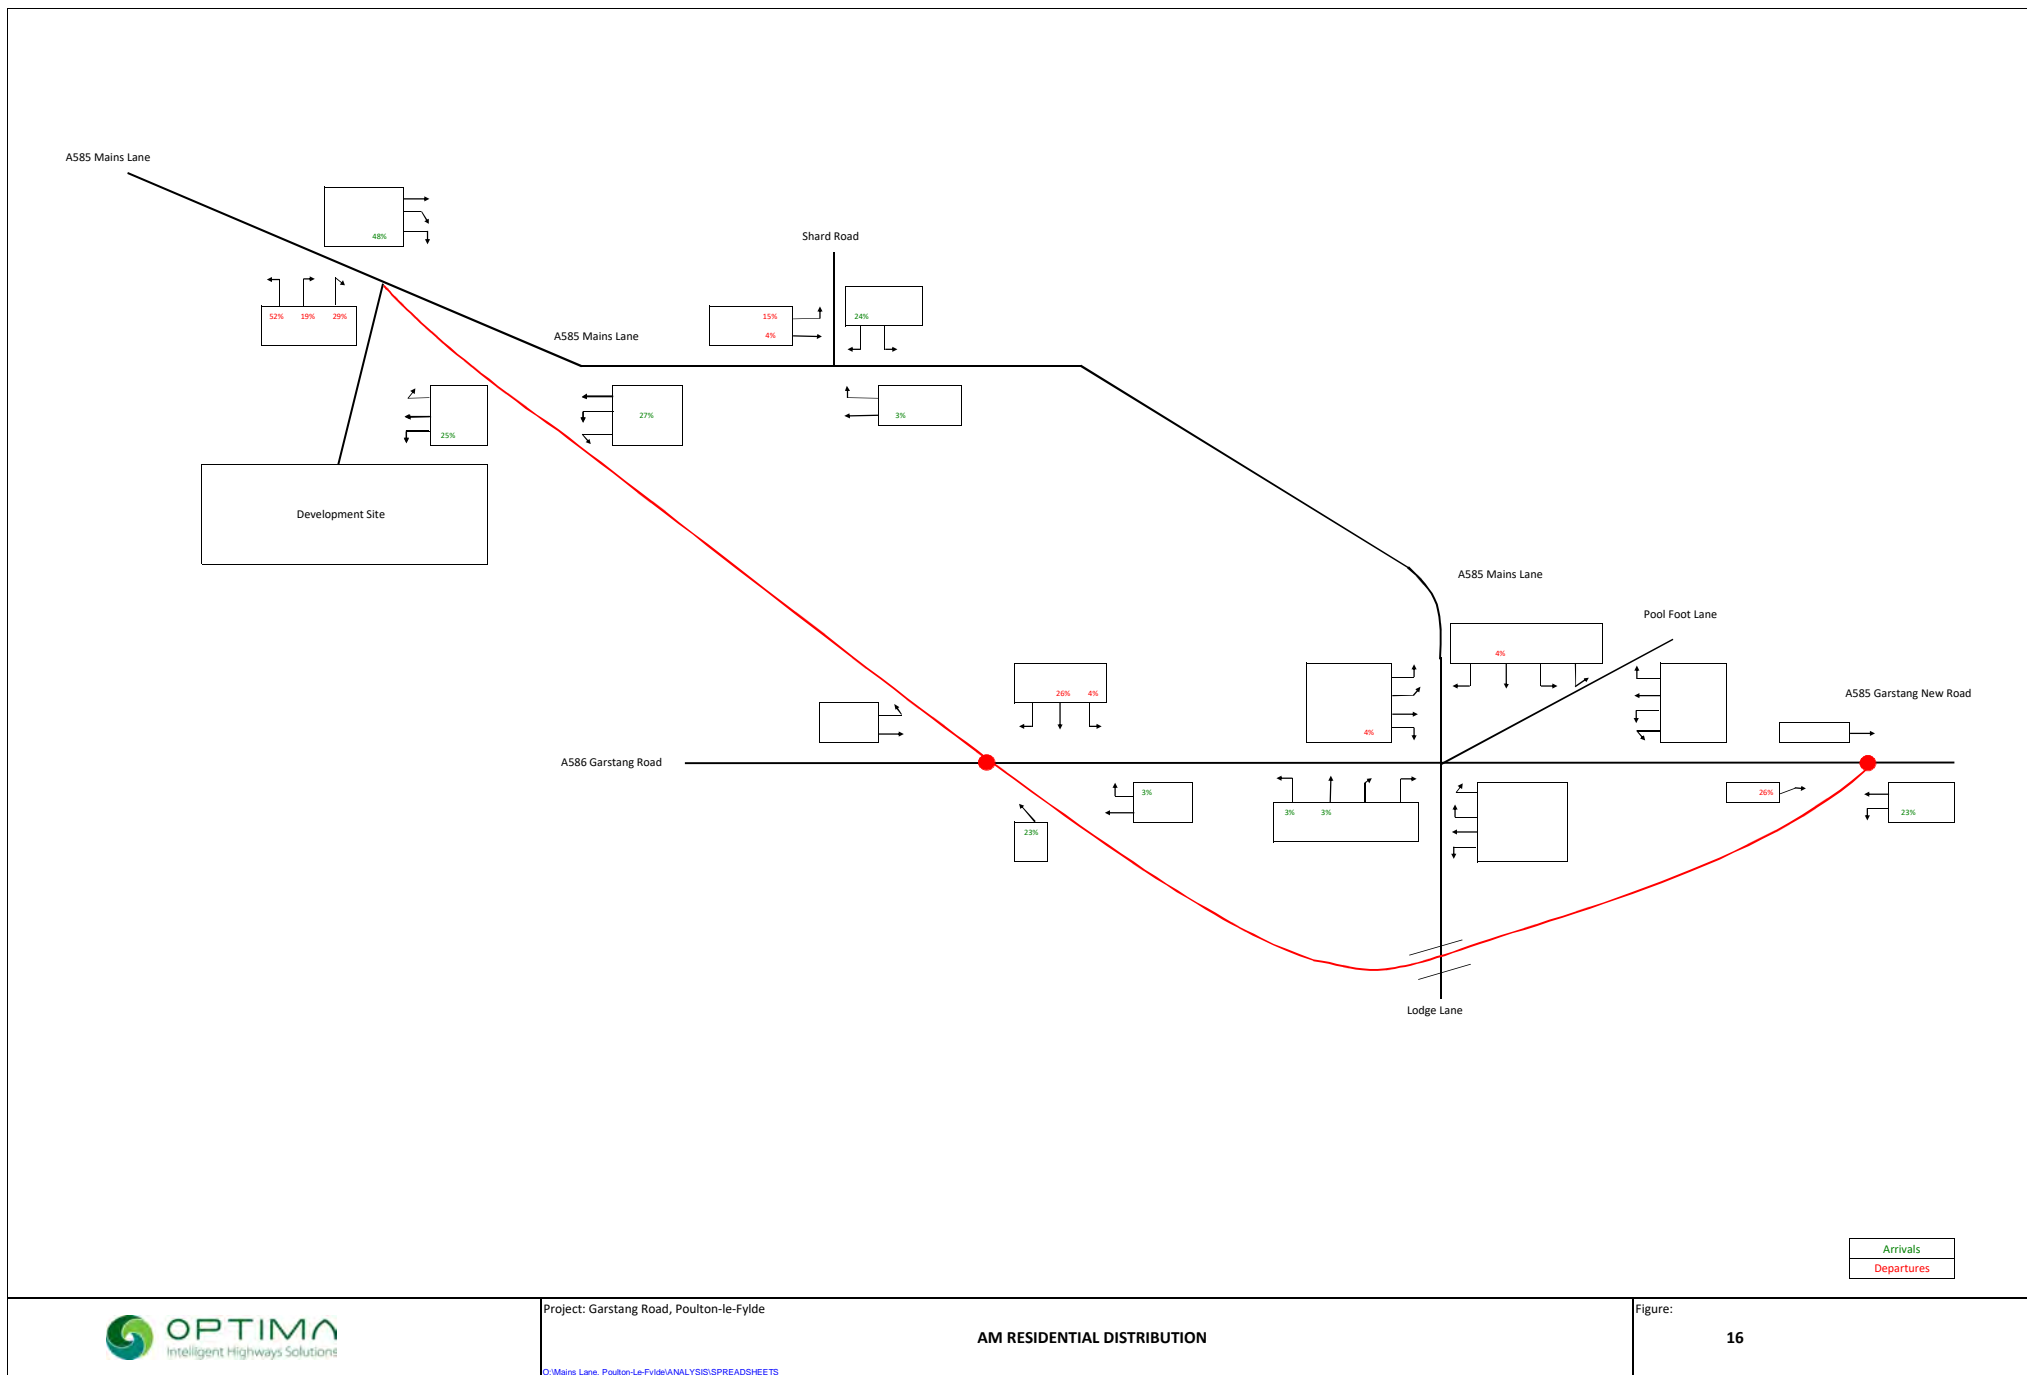 A585 Mains Lane
48%
Shard Road
52% 19% 29%
15%
4%
24%
A585 Mains Lane
25%
27%
3%
Development Site
A585 Mains Lane
Pool Foot Lane
4%
26% 4%
4%
A585 Garstang New Road
A586 Garstang Road
23%
3%
3% 3%
26%
23%
Lodge Lane
Arrivals
Departures
OPTIMA
Intelligent Highways Solutions
Project: Garstang Road, Poulton-le-Fylde
AM RESIDENTIAL DISTRIBUTION
O:\Mains Lane, Poulton-Le-Fylde\ANALYSIS\SPREADSHEETS
Figure:
16